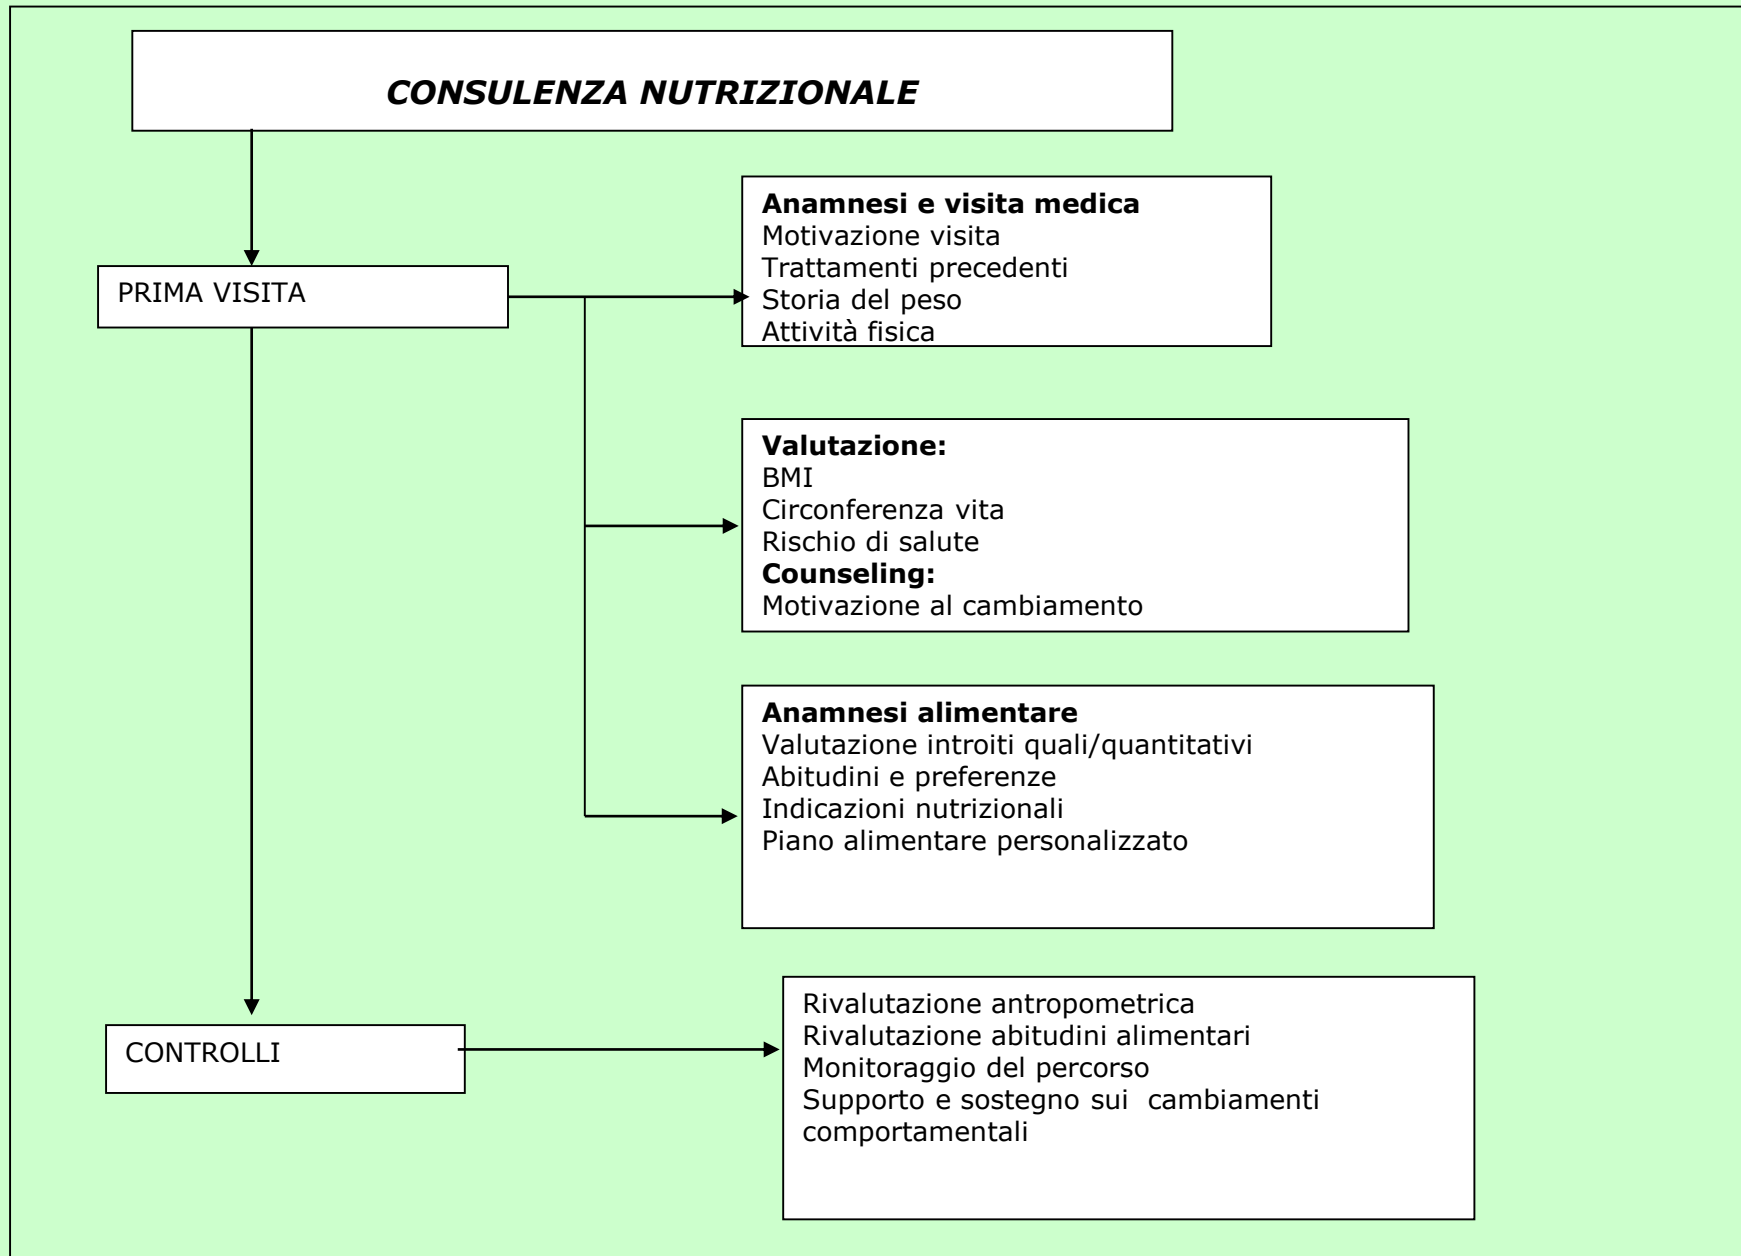 CONSULENZA NUTRIZIONALE
PRIMA VISITA
Anamnesi e visita medica
Motivazione visita
Trattamenti precedenti
Storia del peso
Attività fisica
Valutazione:
BMI
Circonferenza vita
Rischio di salute
Counseling:
Motivazione al cambiamento
Anamnesi alimentare
Valutazione introiti quali/quantitativi
Abitudini e preferenze
Indicazioni nutrizionali
Piano alimentare personalizzato
CONTROLLI
Rivalutazione antropometrica
Rivalutazione abitudini alimentari
Monitoraggio del percorso
Supporto e sostegno sui  cambiamenti
comportamentali